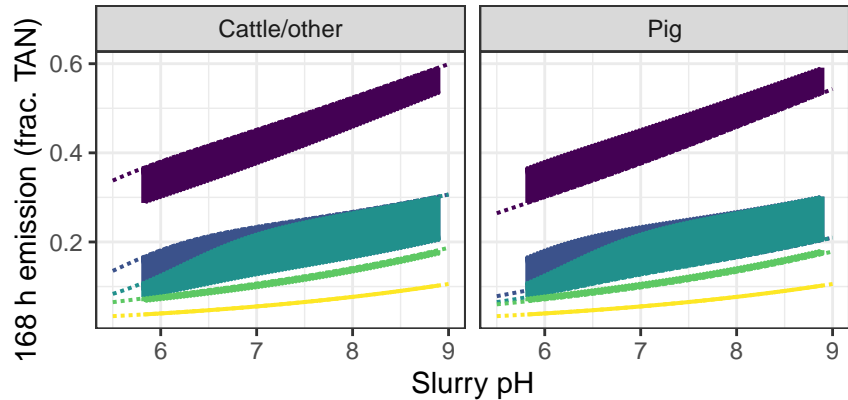 Cattle/other
Pig
168 h emission (frac. TAN)
0.6
0.4
0.2
6 7 8 9
6 7 8 9
Slurry pH